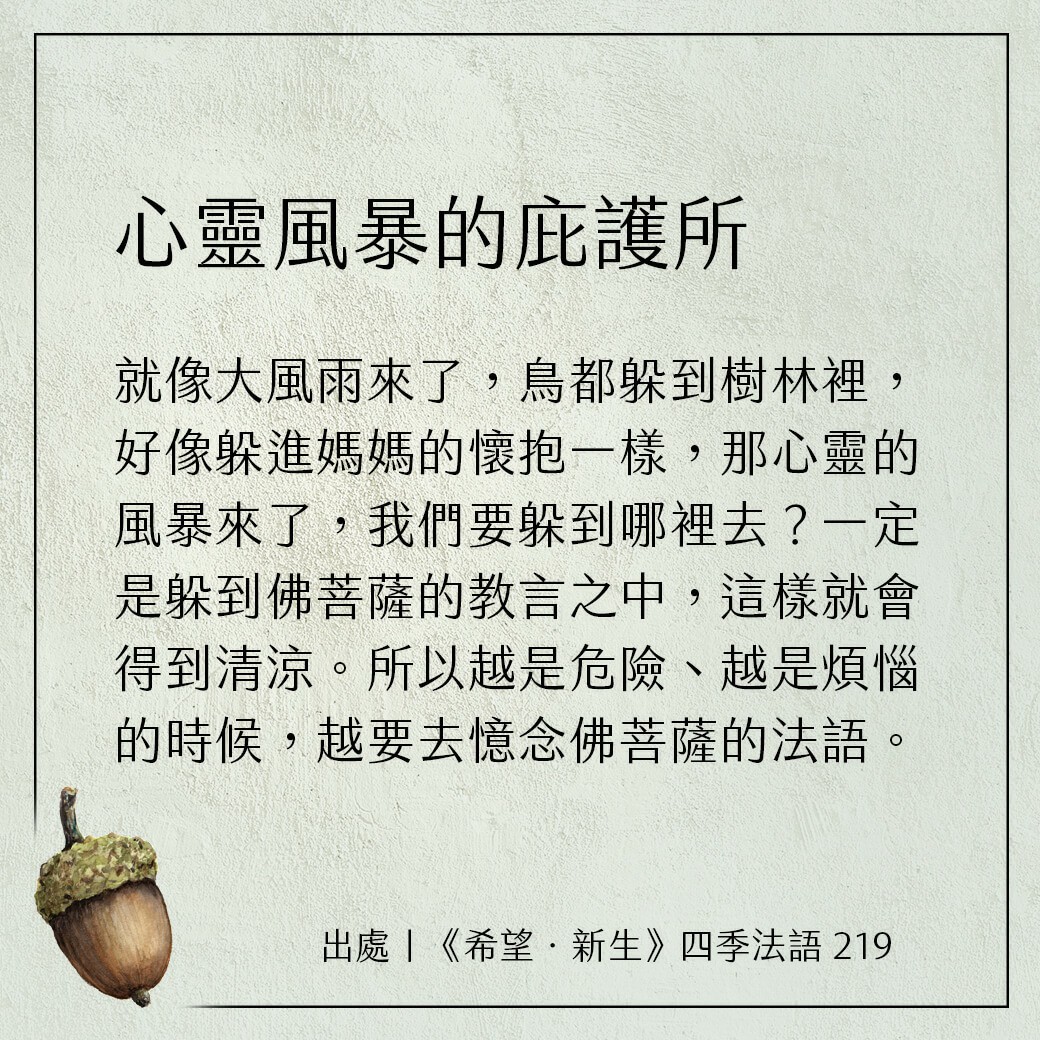 心靈風暴的庇護所
就像大風雨來了，鳥都躲到樹林裡，
好像躲進媽媽的懷抱一樣，那心靈的
風暴來了，我們要躲到哪裡去？一定
是躲到佛菩薩的教言之中，這樣就會
得到清涼。所以越是危險、越是煩惱
的時候，越要去憶念佛菩薩的法語。
出處｜《希望．新生》四季法語 219